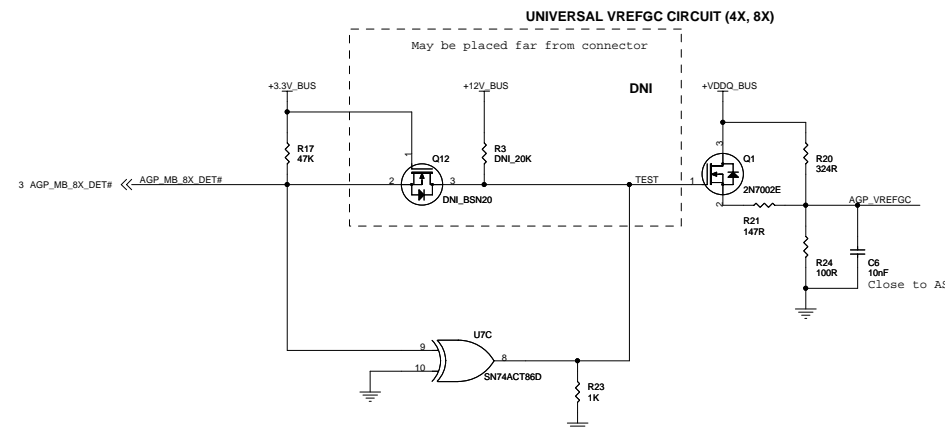 UNIVERSAL VREFGC CIRCUIT (4X, 8X)
May be placed far from connector
+3.3V_BUS
+12V_BUS
DNI
+VDDQ_BUS
R17
47K
1
Q12
R3
DNI_20K
3
Q1
R20
324R
3 AGP_MB_8X_DET#
AGP_MB_8X_DET#
2
3
DNI_BSN20
TEST
1
2N7002E
2
R21
147R
AGP_VREFGC
R24
100R
C6
10nF
Close to AS
U7C
9
10
8
SN74ACT86D
R23
1K